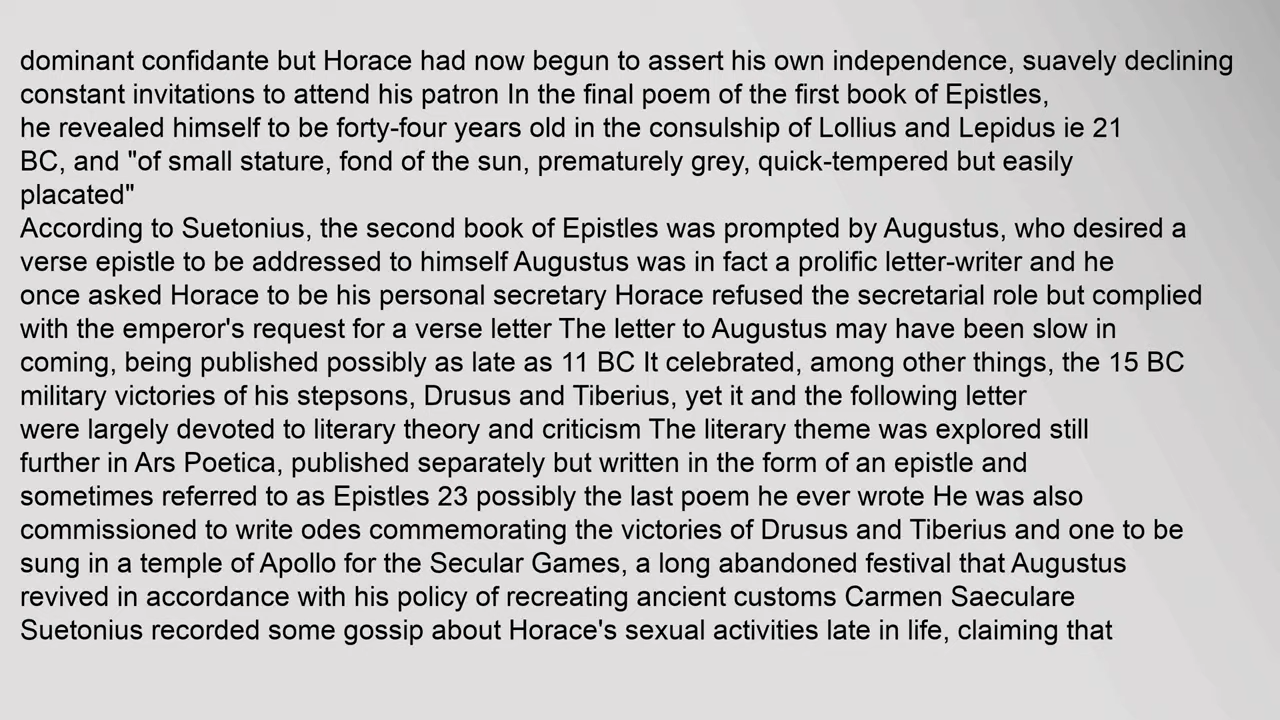 dominant confidante but Horace had now begun to assert his own independence, suavely declining
constant invitations to attend his patron In the final poem of the first book of Epistles,
he revealed himself to be forty-four years old in the consulship of Lollius and Lepidus ie 21
BC, and "of small stature, fond of the sun, prematurely grey, quick-tempered but easily
placated"
According to Suetonius, the second book of Epistles was prompted by Augustus, who desired a
verse epistle to be addressed to himself Augustus was in fact a prolific letter-writer and he
once asked Horace to be his personal secretary Horace refused the secretarial role but complied
with the emperor's request for a verse letter The letter to Augustus may have been slow in
coming, being published possibly as late as 11 BC It celebrated, among other things, the 15 BC
military victories of his stepsons, Drusus and Tiberius, yet it and the following letter
were largely devoted to literary theory and criticism The literary theme was explored still
further in Ars Poetica, published separately but written in the form of an epistle and
sometimes referred to as Epistles 23 possibly the last poem he ever wrote He was also
commissioned to write odes commemorating the victories of Drusus and Tiberius and one to be
sung in a temple of Apollo for the Secular Games, a long abandoned festival that Augustus
revived in accordance with his policy of recreating ancient customs Carmen Saeculare
Suetonius recorded some gossip about Horace's sexual activities late in life, claiming that